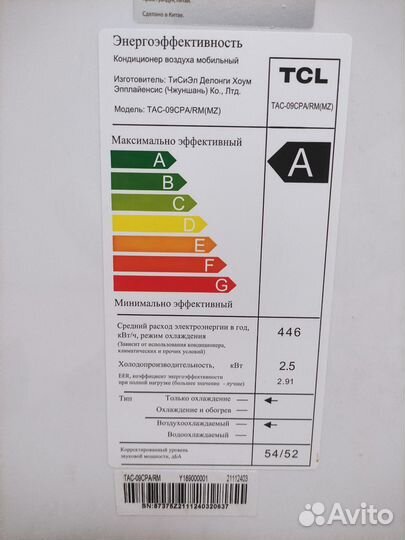 Сделано в Китае.
Энергоэффективность
Кондиционер воздуха мобильный
Изготовитель: ТиСиЭл Делонги Хоум
Эпплайенсис (Чжуншань) Ко., Лтд.
Модель: TAC-09CPA/RM(MZ)
TCL
TAC-09CPA/RM(MZ)
Максимально эффективный
A
B
C
D
E
F
G
A
Минимально эффективный
Средний расход электроэнергии в год,
кВт/ч, режим охлаждения
(Зависит от использования кондиционера,
климатических и прочих условий)
446
Холодопроизводительность, кВт
2.5
EER, коэффициент энергоэффективности
при полной нагрузке (большее значение - лучше)
2.91
Тип Только охлаждение
Охлаждение и обогрев
Воздухоохлаждаемый
Водоохлаждаемый
Корректированный уровень
звуковой мощности, дБА
54/52
TAC-09CPA/RM Y189000001 21112403
SN:87375Z2111240320637
Avito